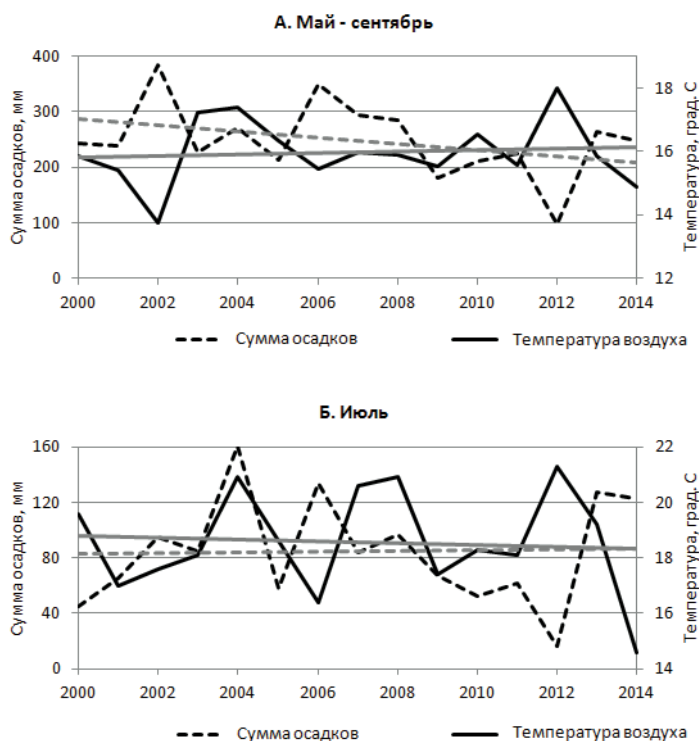 А. Май - сентябрь
Сумма осадков, мм
400
300
200
100
0
Температура, град. С
18
16
14
12
2000 2002 2004 2006 2008 2010 2012 2014
Сумма осадков Температура воздуха
Б. Июль
Сумма осадков, мм
160
120
80
40
0
Температура, град. С
22
20
18
16
14
2000 2002 2004 2006 2008 2010 2012 2014
Сумма осадков Температура воздуха